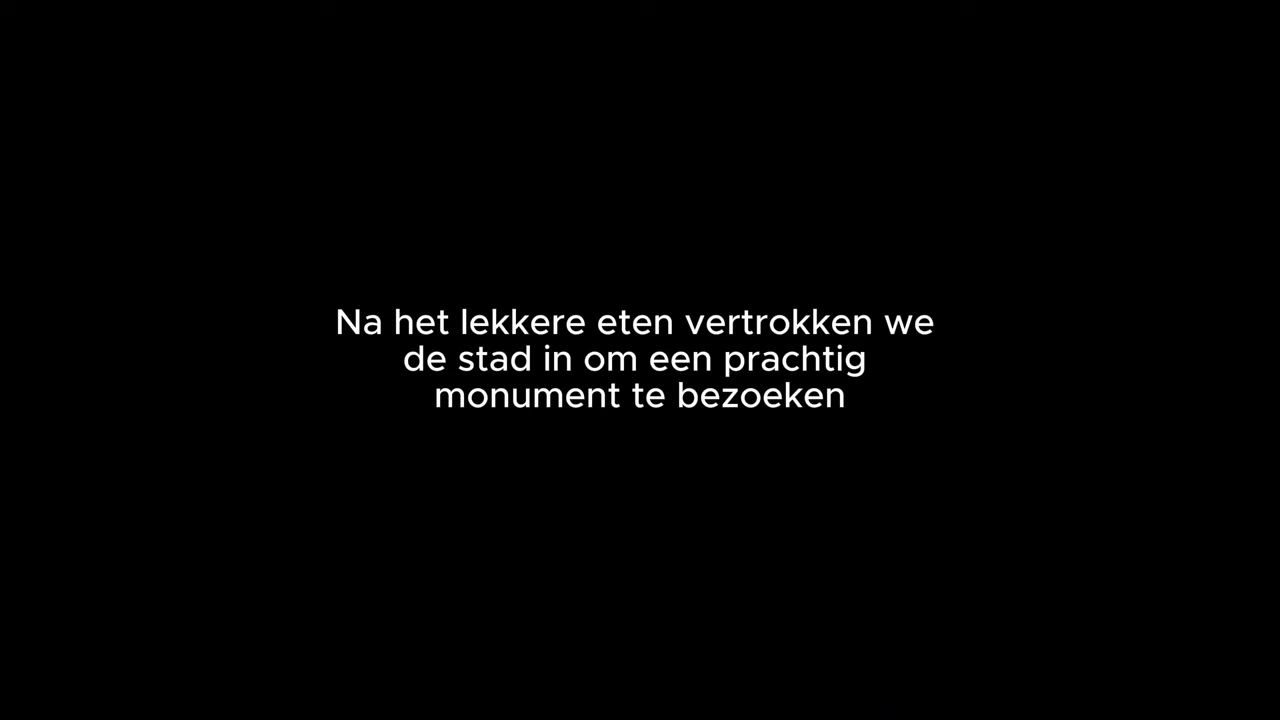 Na het lekkere eten vertrokken we
de stad in om een prachtig
monument te bezoeken